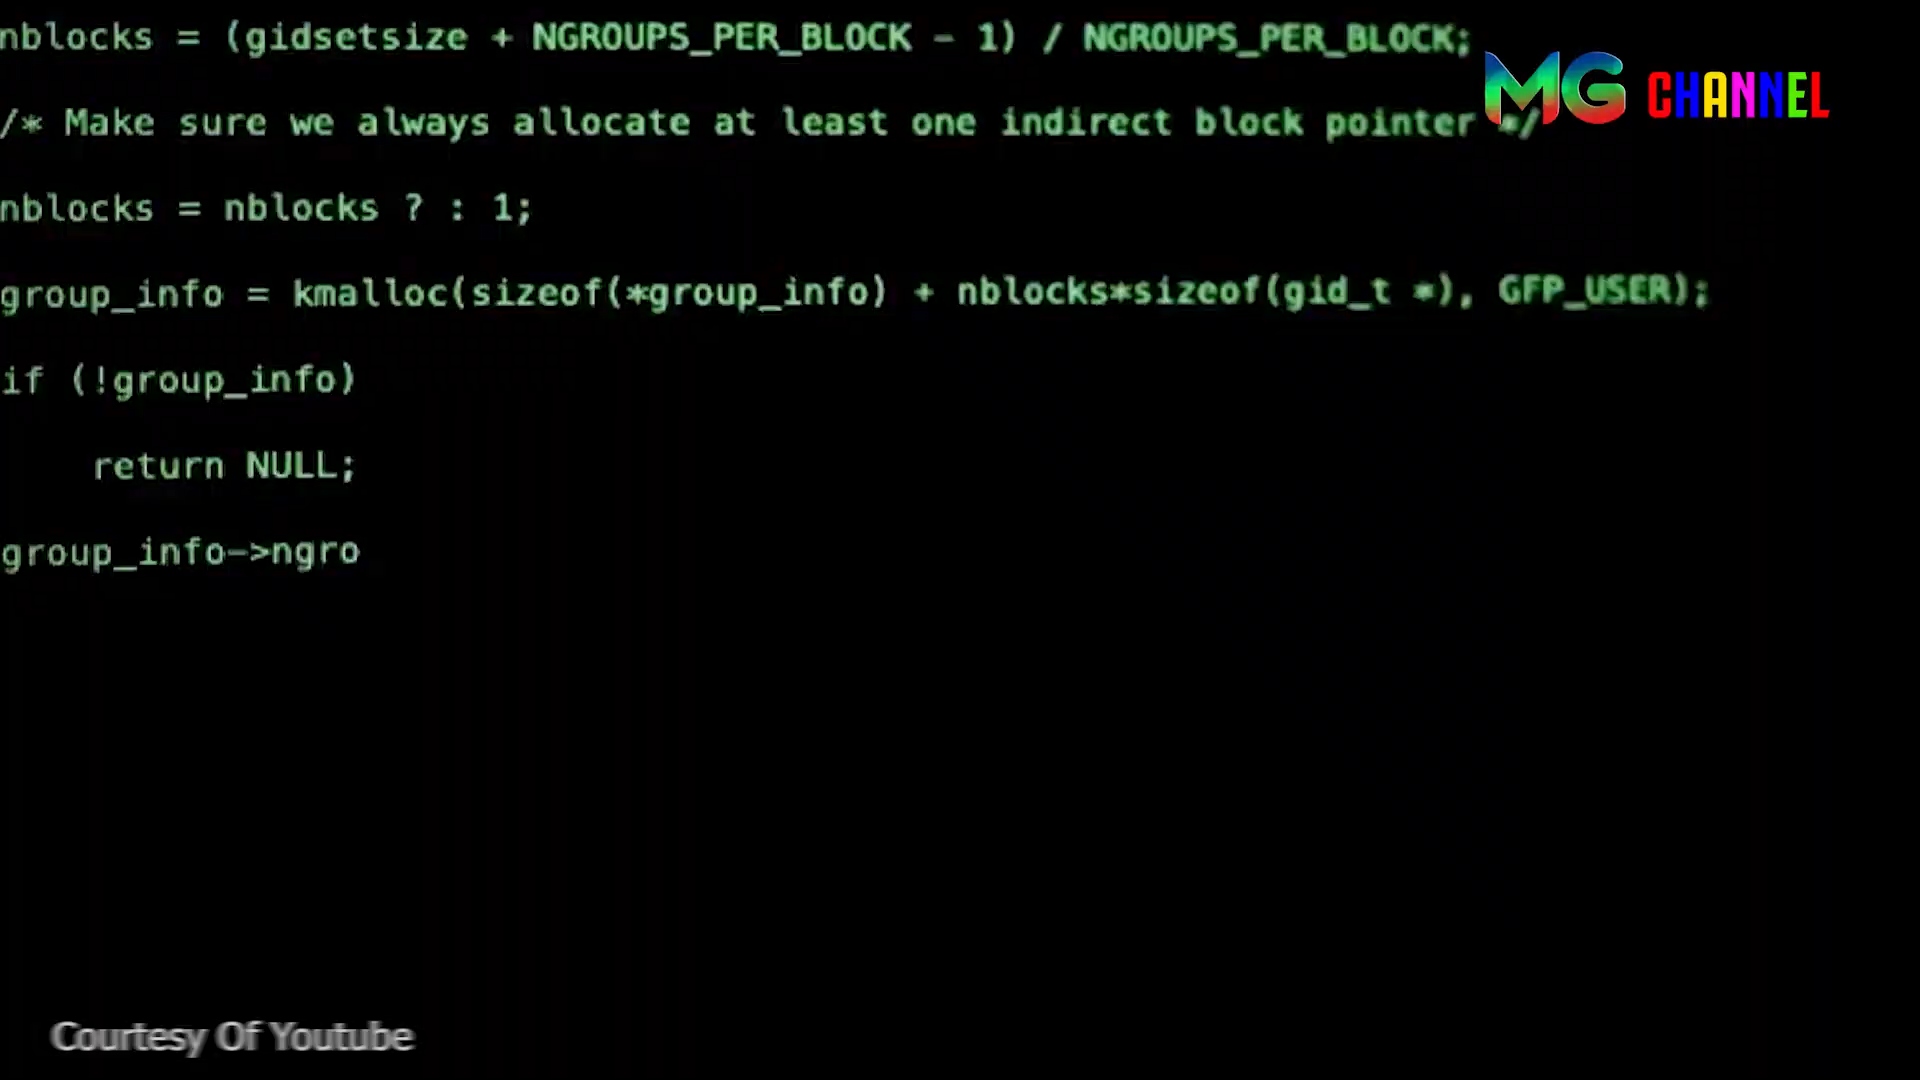 nblocks = (gidsetsize + NGROUPS_PER_BLOCK - 1) / NGROUPS_PER_BLOCK;
MG CHANNEL
/* Make sure we always allocate at least one indirect block pointer */
nblocks = nblocks ? : 1;
group_info = kmalloc(sizeof(*group_info) + nblocks*sizeof(gid_t *), GFP_USER);
if (!group_info)
return NULL;
group_info->ngro
Courtesy Of Youtube